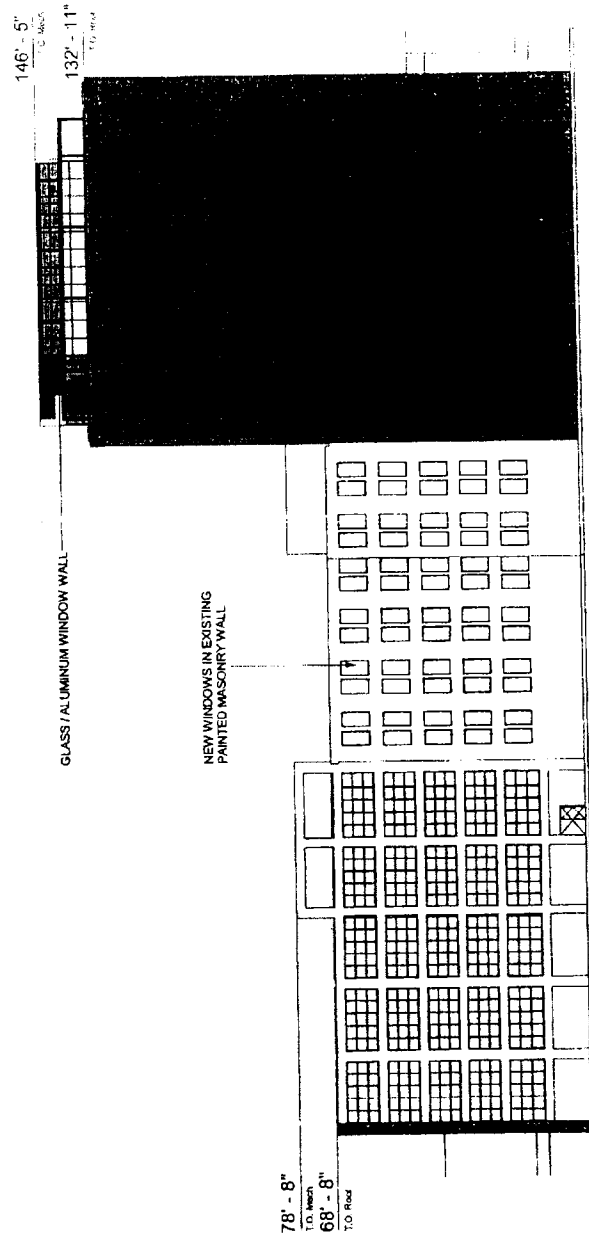 146' - 5"
132' - 11"
T.O. Roof
GLASS / ALUMINUM WINDOW WALL
NEW WINDOWS IN EXISTING
PAINTED MASONRY WALL
78' - 8"
T.O. Mech
68' - 8"
T.O. Roof